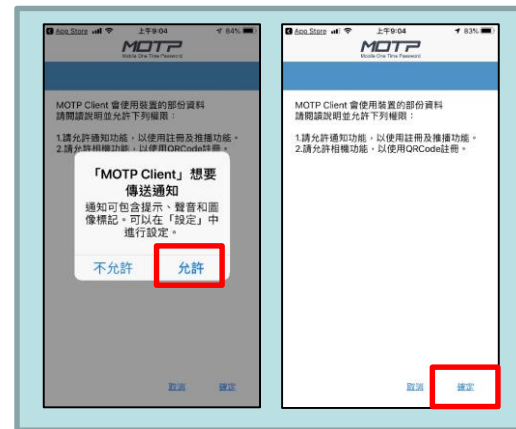 App Store 上午9:04 84%
MOTP
Mobile One Time Password
MOTP Client 會使用裝置的部份資料
請閱讀說明並允許下列權限：
1.請允許通知功能，以使用註冊及推播功能。
2.請允許相機功能，以使用QRCode註冊。
「MOTP Client」想要
傳送通知
通知可包含提示、聲音和圖
像標記。可以在「設定」中
進行設定。
不允許 允許
取消 確定
App Store 上午9:04 83%
MOTP
Mobile One Time Password
MOTP Client 會使用裝置的部份資料
請閱讀說明並允許下列權限：
1.請允許通知功能，以使用註冊及推播功能。
2.請允許相機功能，以使用QRCode註冊。
取消 確定